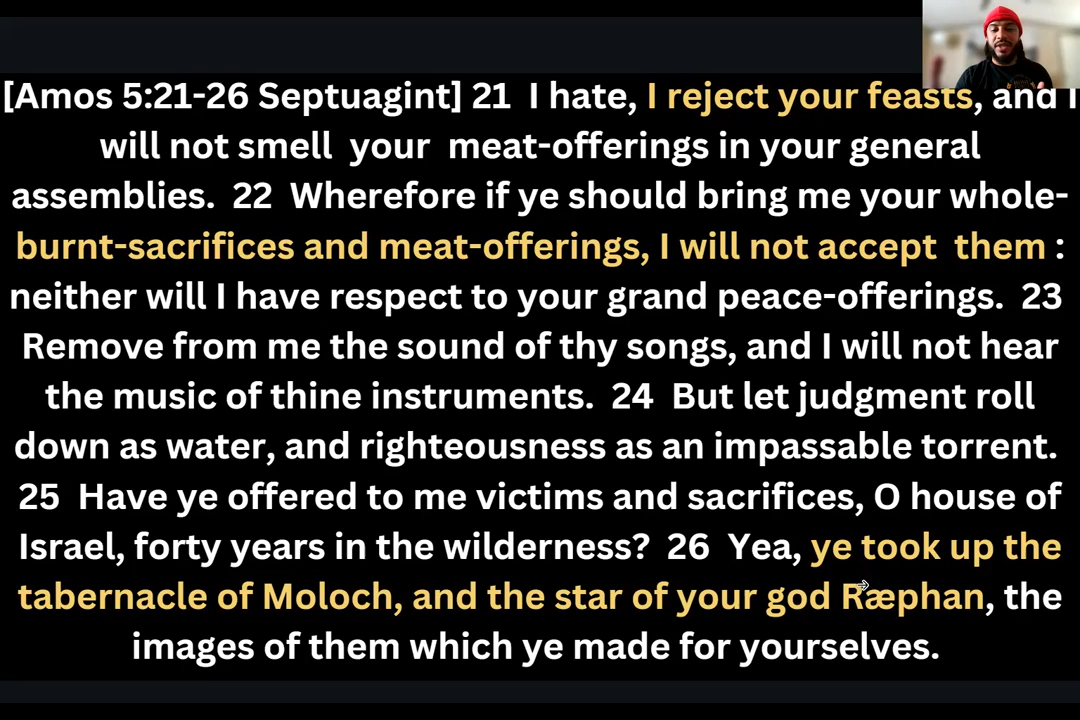 [Amos 5:21-26 Septuagint] 21 I hate, I reject your feasts, and I
will not smell your meat-offerings in your general
assemblies. 22 Wherefore if ye should bring me your whole-
burnt-sacrifices and meat-offerings, I will not accept them :
neither will I have respect to your grand peace-offerings. 23
Remove from me the sound of thy songs, and I will not hear
the music of thine instruments. 24 But let judgment roll
down as water, and righteousness as an impassable torrent.
25 Have ye offered to me victims and sacrifices, O house of
Israel, forty years in the wilderness? 26 Yea, ye took up the
tabernacle of Moloch, and the star of your god Ræphan, the
images of them which ye made for yourselves.